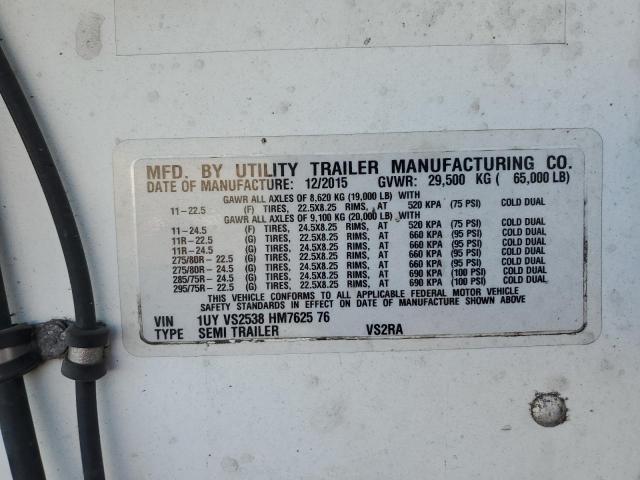 MFD. BY UTILITY TRAILER MANUFACTURING CO.
DATE OF MANUFACTURE: 12/2015 GVWR: 29,500 KG ( 65,000 LB)
GAWR ALL AXLES OF 8,620 KG (19,000 LB) WITH
11-22.5 (F) TIRES, 22.5X8.25 RIMS, AT 520 KPA (75 PSI) COLD DUAL
GAWR ALL AXLES OF 9,100 KG (20,000 LB) WITH
11-24.5 (F) TIRES, 24.5X8.25 RIMS, AT 520 KPA (75 PSI) COLD DUAL
11R-22.5 (G) TIRES, 22.5X8.25 RIMS, AT 660 KPA (95 PSI) COLD DUAL
11R-24.5 (G) TIRES, 24.5X8.25 RIMS, AT 660 KPA (95 PSI) COLD DUAL
275/80R-22.5 (G) TIRES, 22.5X8.25 RIMS, AT 660 KPA (95 PSI) COLD DUAL
275/80R-24.5 (G) TIRES, 24.5X8.25 RIMS, AT 660 KPA (95 PSI) COLD DUAL
285/75R-24.5 (G) TIRES, 24.5X8.25 RIMS, AT 690 KPA (100 PSI) COLD DUAL
295/75R-22.5 (G) TIRES, 22.5X8.25 RIMS, AT 690 KPA (100 PSI) COLD DUAL
THIS VEHICLE CONFORMS TO ALL APPLICABLE FEDERAL MOTOR VEHICLE
SAFETY STANDARDS IN EFFECT ON DATE OF MANUFACTURE SHOWN ABOVE
VIN 1UY VS2538 HM7625 76
TYPE SEMI TRAILER VS2RA